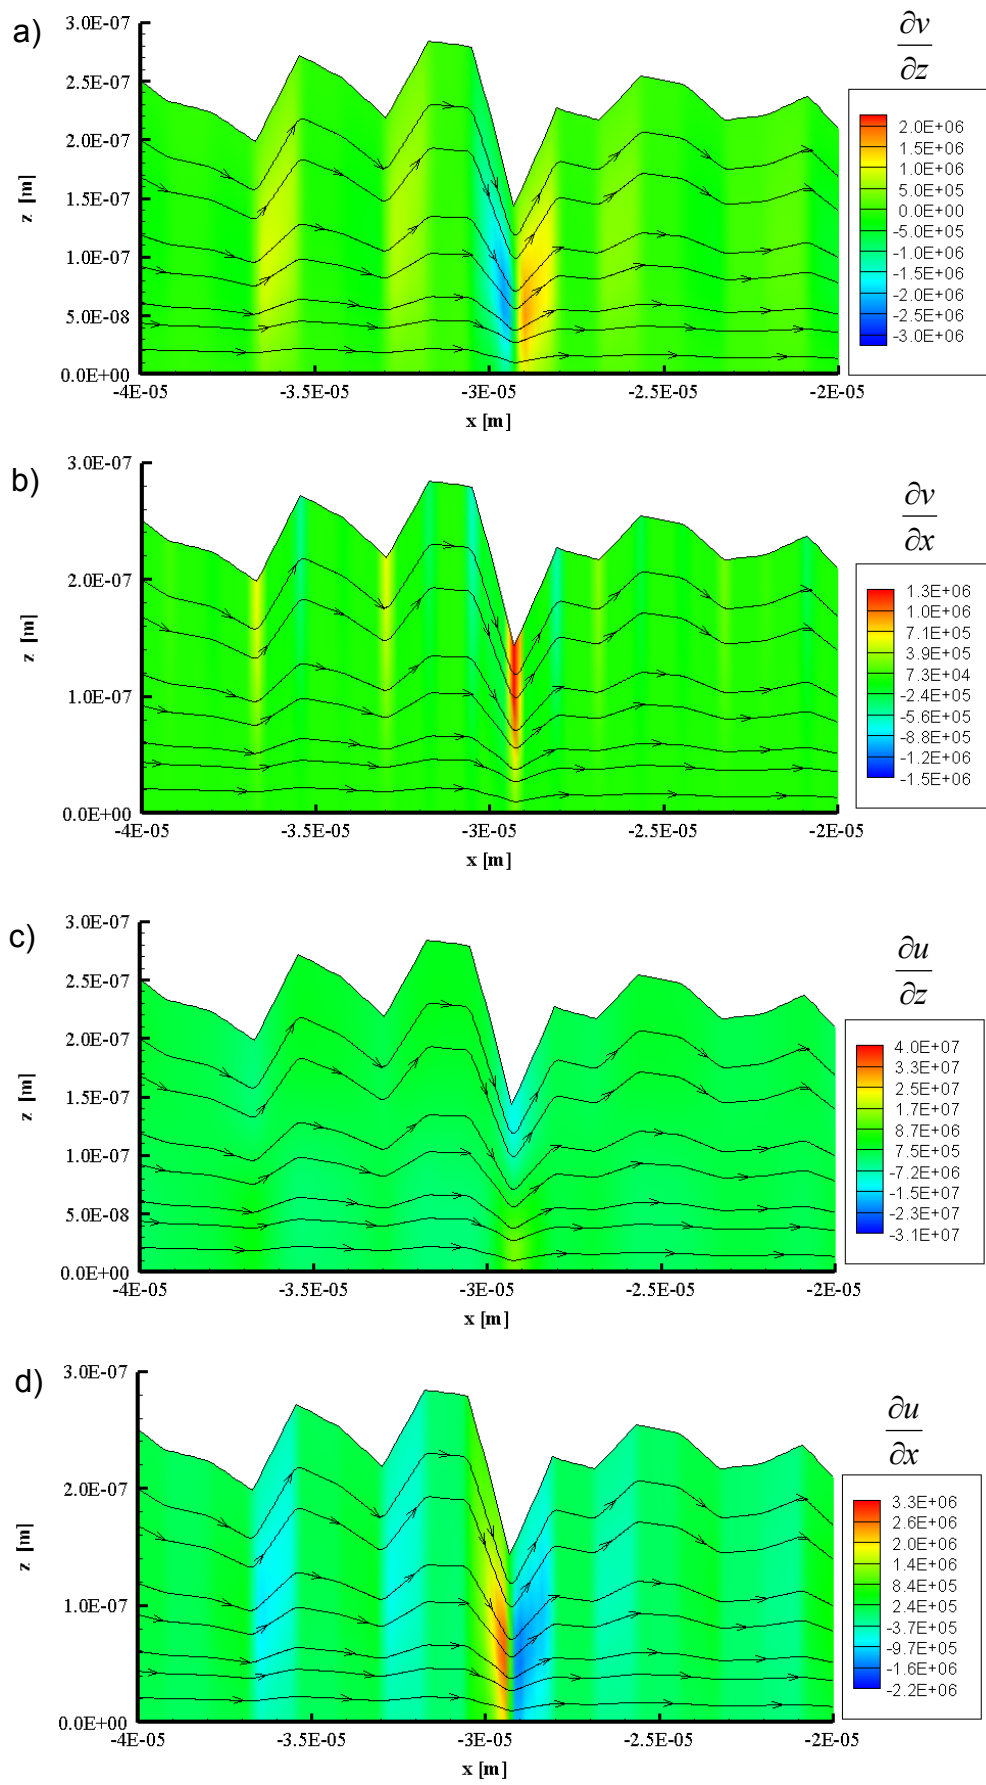 a)
∂v
∂z
3.0E-07
2.5E-07
2.0E-07
1.5E-07
1.0E-07
5.0E-08
0.0E+00
z [m]
-4E-05 -3.5E-05 -3E-05 -2.5E-05 -2E-05
x [m]
2.0E+06
1.5E+06
1.0E+06
5.0E+05
0.0E+00
-5.0E+05
-1.0E+06
-1.5E+06
-2.0E+06
-2.5E+06
-3.0E+06
b)
∂v
∂x
3.0E-07
2.0E-07
1.0E-07
0.0E+00
z [m]
-4E-05 -3.5E-05 -3E-05 -2.5E-05 -2E-05
x [m]
1.3E+06
1.0E+06
7.1E+05
3.9E+05
7.3E+04
-2.4E+05
-5.6E+05
-8.8E+05
-1.2E+06
-1.5E+06
c)
∂u
∂z
3.0E-07
2.5E-07
2.0E-07
1.5E-07
1.0E-07
5.0E-08
0.0E+00
z [m]
-4E-05 -3.5E-05 -3E-05 -2.5E-05 -2E-05
x [m]
4.0E+07
3.3E+07
2.5E+07
1.7E+07
8.7E+06
7.5E+05
-7.2E+06
-1.5E+07
-2.3E+07
-3.1E+07
d)
∂u
∂x
3.0E-07
2.0E-07
1.0E-07
0.0E+00
z [m]
-4E-05 -3.5E-05 -3E-05 -2.5E-05 -2E-05
x [m]
3.3E+06
2.6E+06
2.0E+06
1.4E+06
8.4E+05
2.4E+05
-3.7E+05
-9.7E+05
-1.6E+06
-2.2E+06